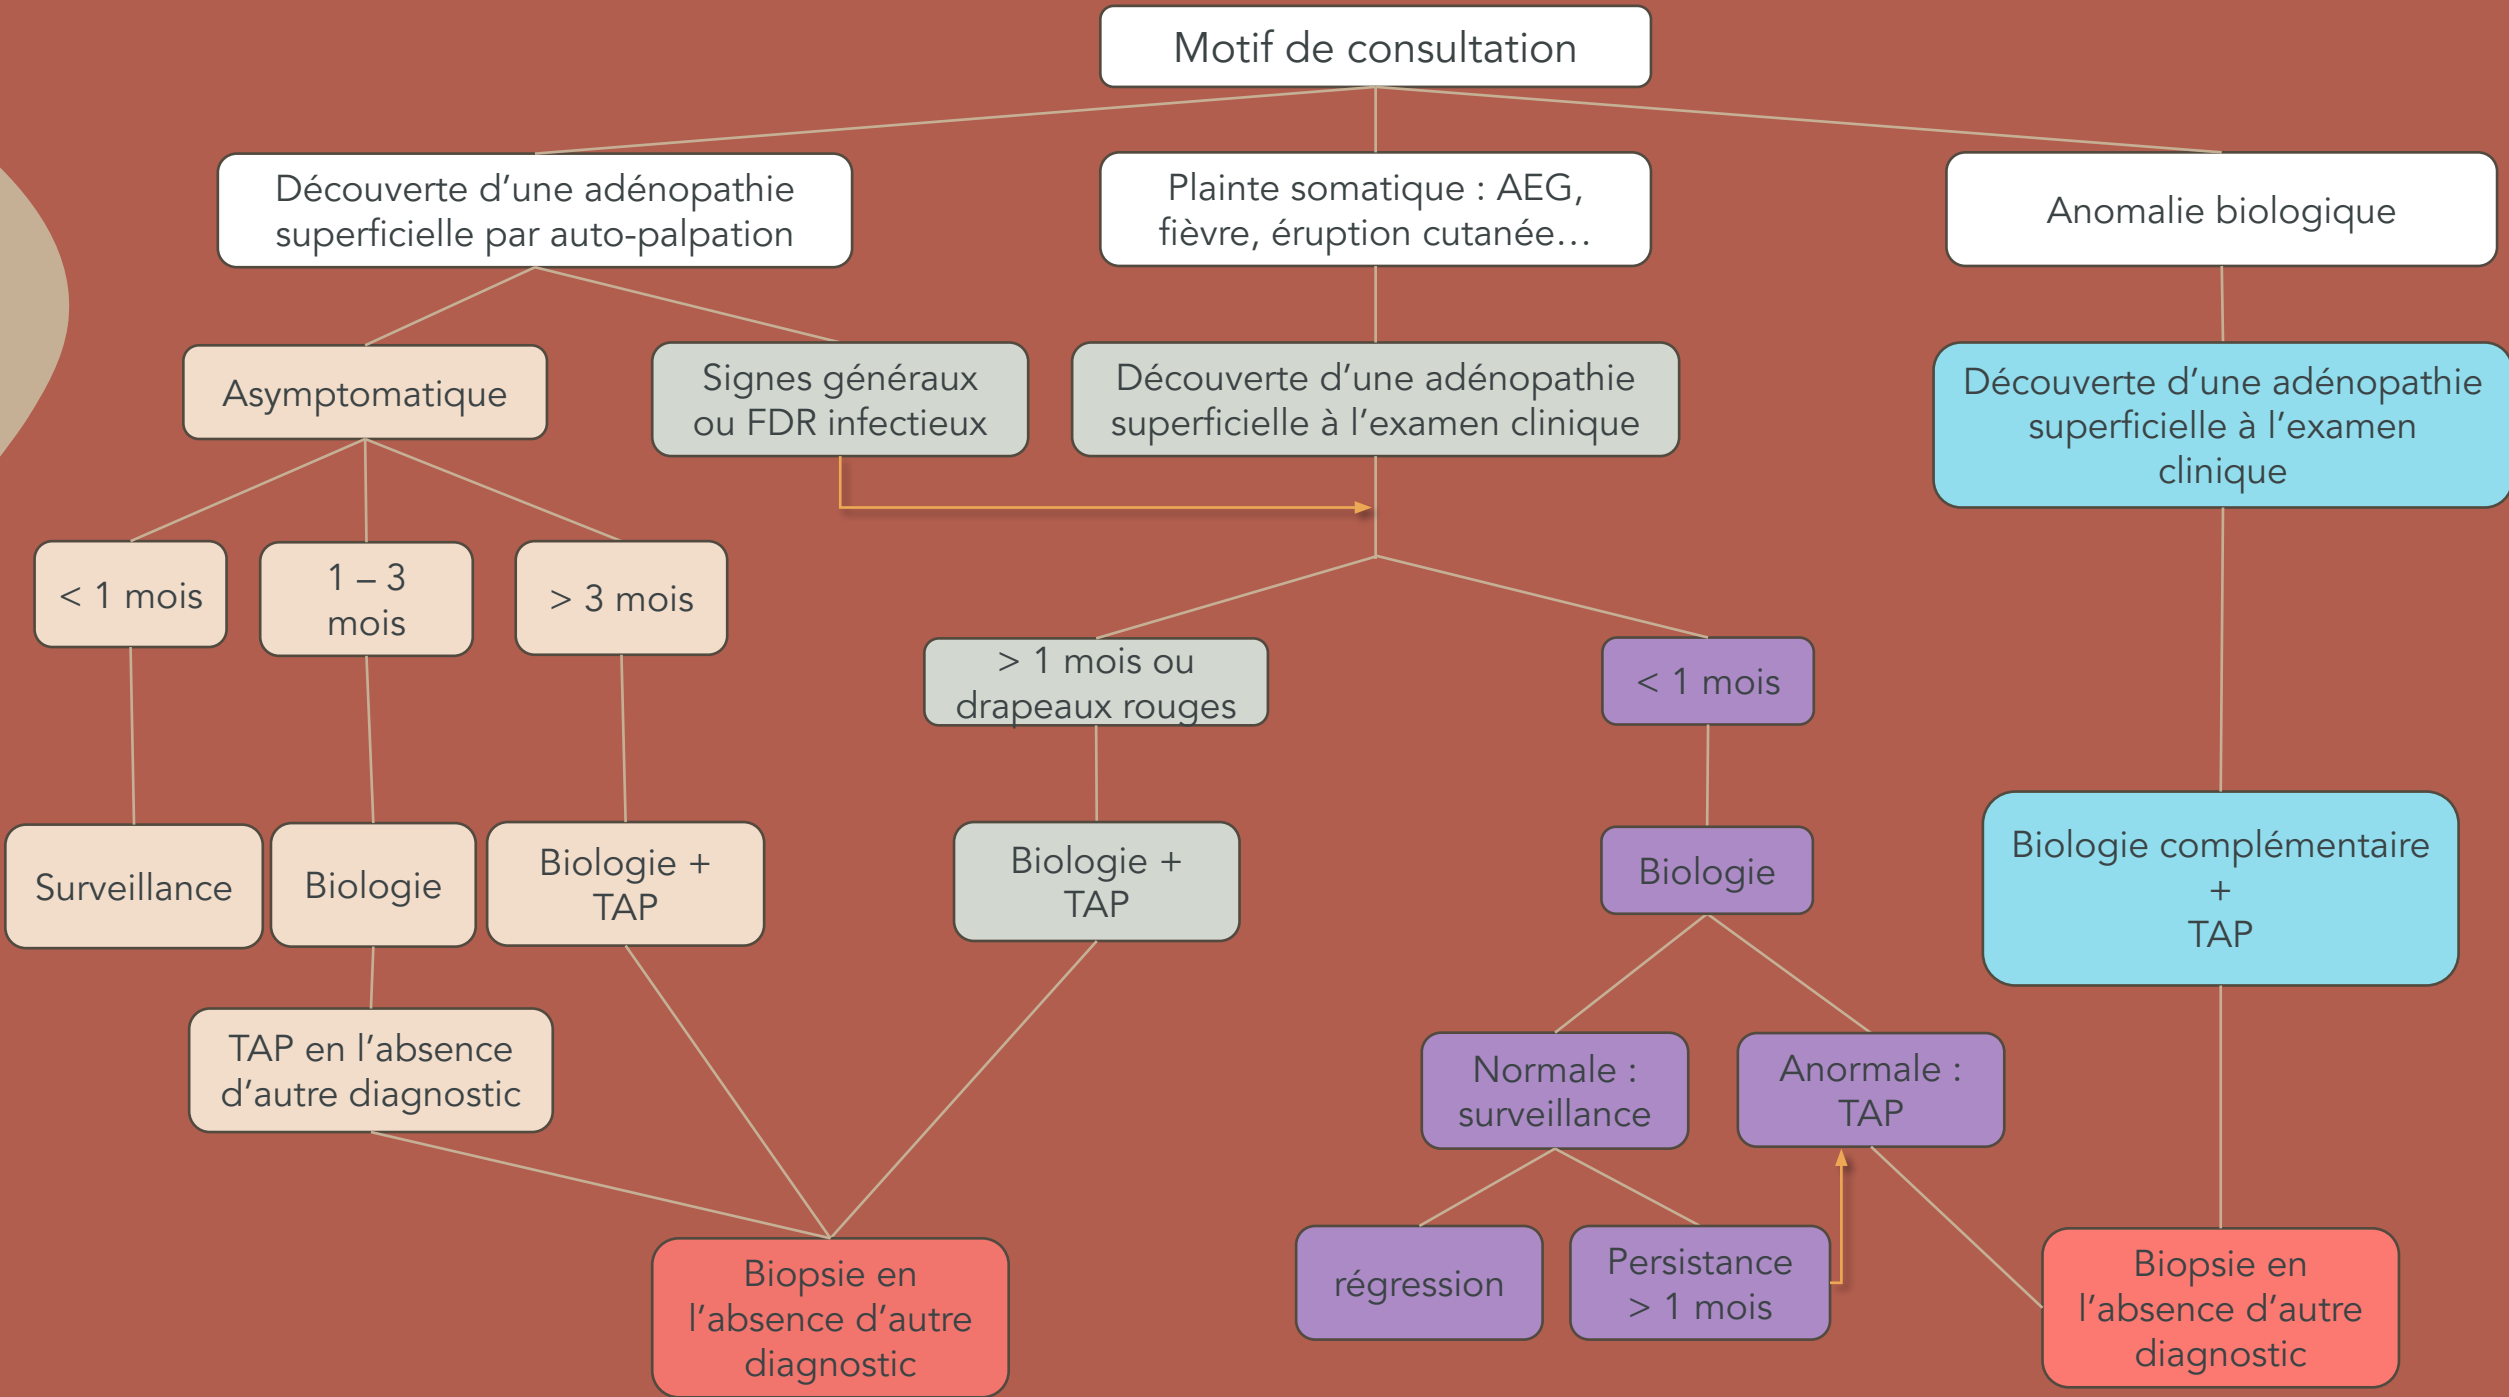 Motif de consultation
Découverte d’une adénopathie
superficielle par auto-palpation
Plainte somatique : AEG,
fièvre, éruption cutanée…
Anomalie biologique
Asymptomatique
Signes généraux
ou FDR infectieux
Découverte d’une adénopathie
superficielle à l’examen clinique
Découverte d’une adénopathie
superficielle à l’examen
clinique
< 1 mois
1 – 3
mois
> 3 mois
> 1 mois ou
drapeaux rouges
< 1 mois
Surveillance
Biologie
Biologie +
TAP
Biologie +
TAP
Biologie
Biologie complémentaire
+
TAP
TAP en l’absence
d’autre diagnostic
Normale :
surveillance
Anormale :
TAP
Biopsie en
l’absence d’autre
diagnostic
régression
Persistance
> 1 mois
Biopsie en
l’absence d’autre
diagnostic